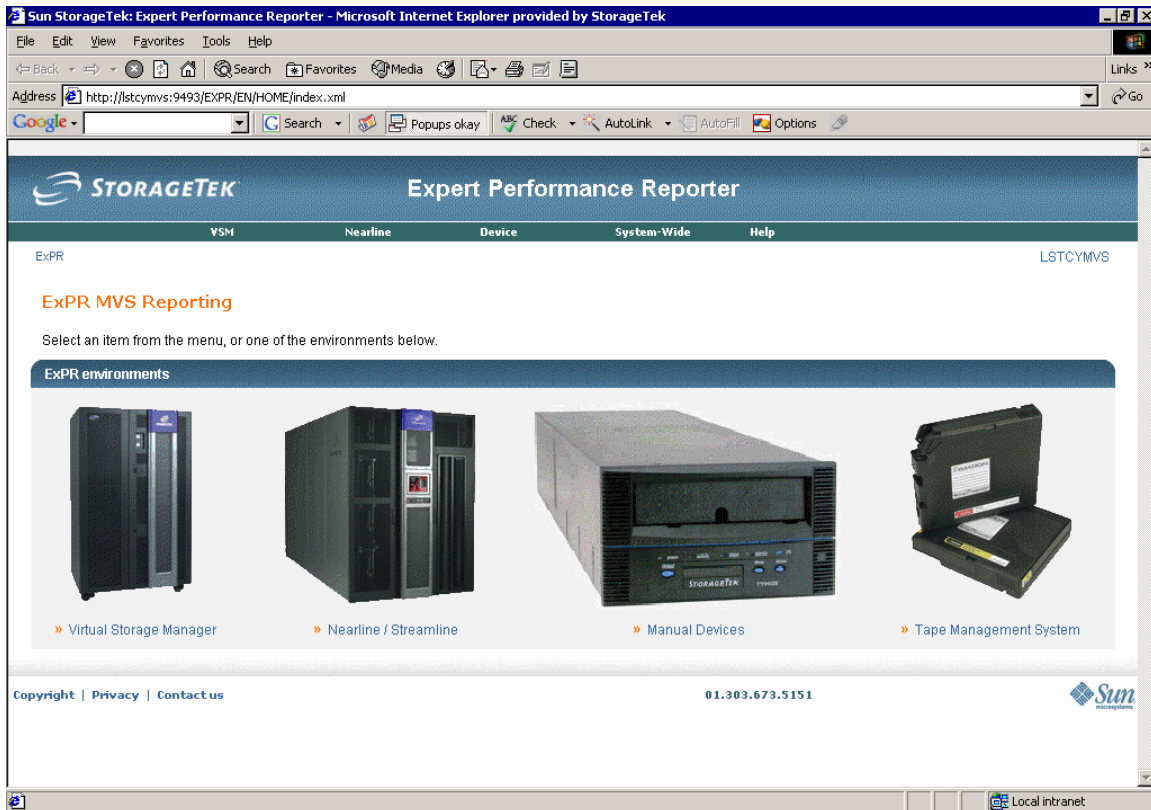 Sun StorageTek: Expert Performance Reporter - Microsoft Internet Explorer provided by StorageTek
File Edit View Favorites Tools Help
Back Search Favorites Media Links »
Address http://lstcymvs:9493/EXPR/EN/HOME/index.xml Go
Google Search Popups okay ABC Check AutoLink AutoFill Options
STORAGETEK Expert Performance Reporter
VSM Nearline Device System-Wide Help
ExPR LSTCYMVS
ExPR MVS Reporting
Select an item from the menu, or one of the environments below.
ExPR environments
IMATION
STORAGETEK T9940B
» Virtual Storage Manager » Nearline / Streamline » Manual Devices » Tape Management System
Copyright | Privacy | Contact us 01.303.673.5151 Sun
microsystems
Local intranet